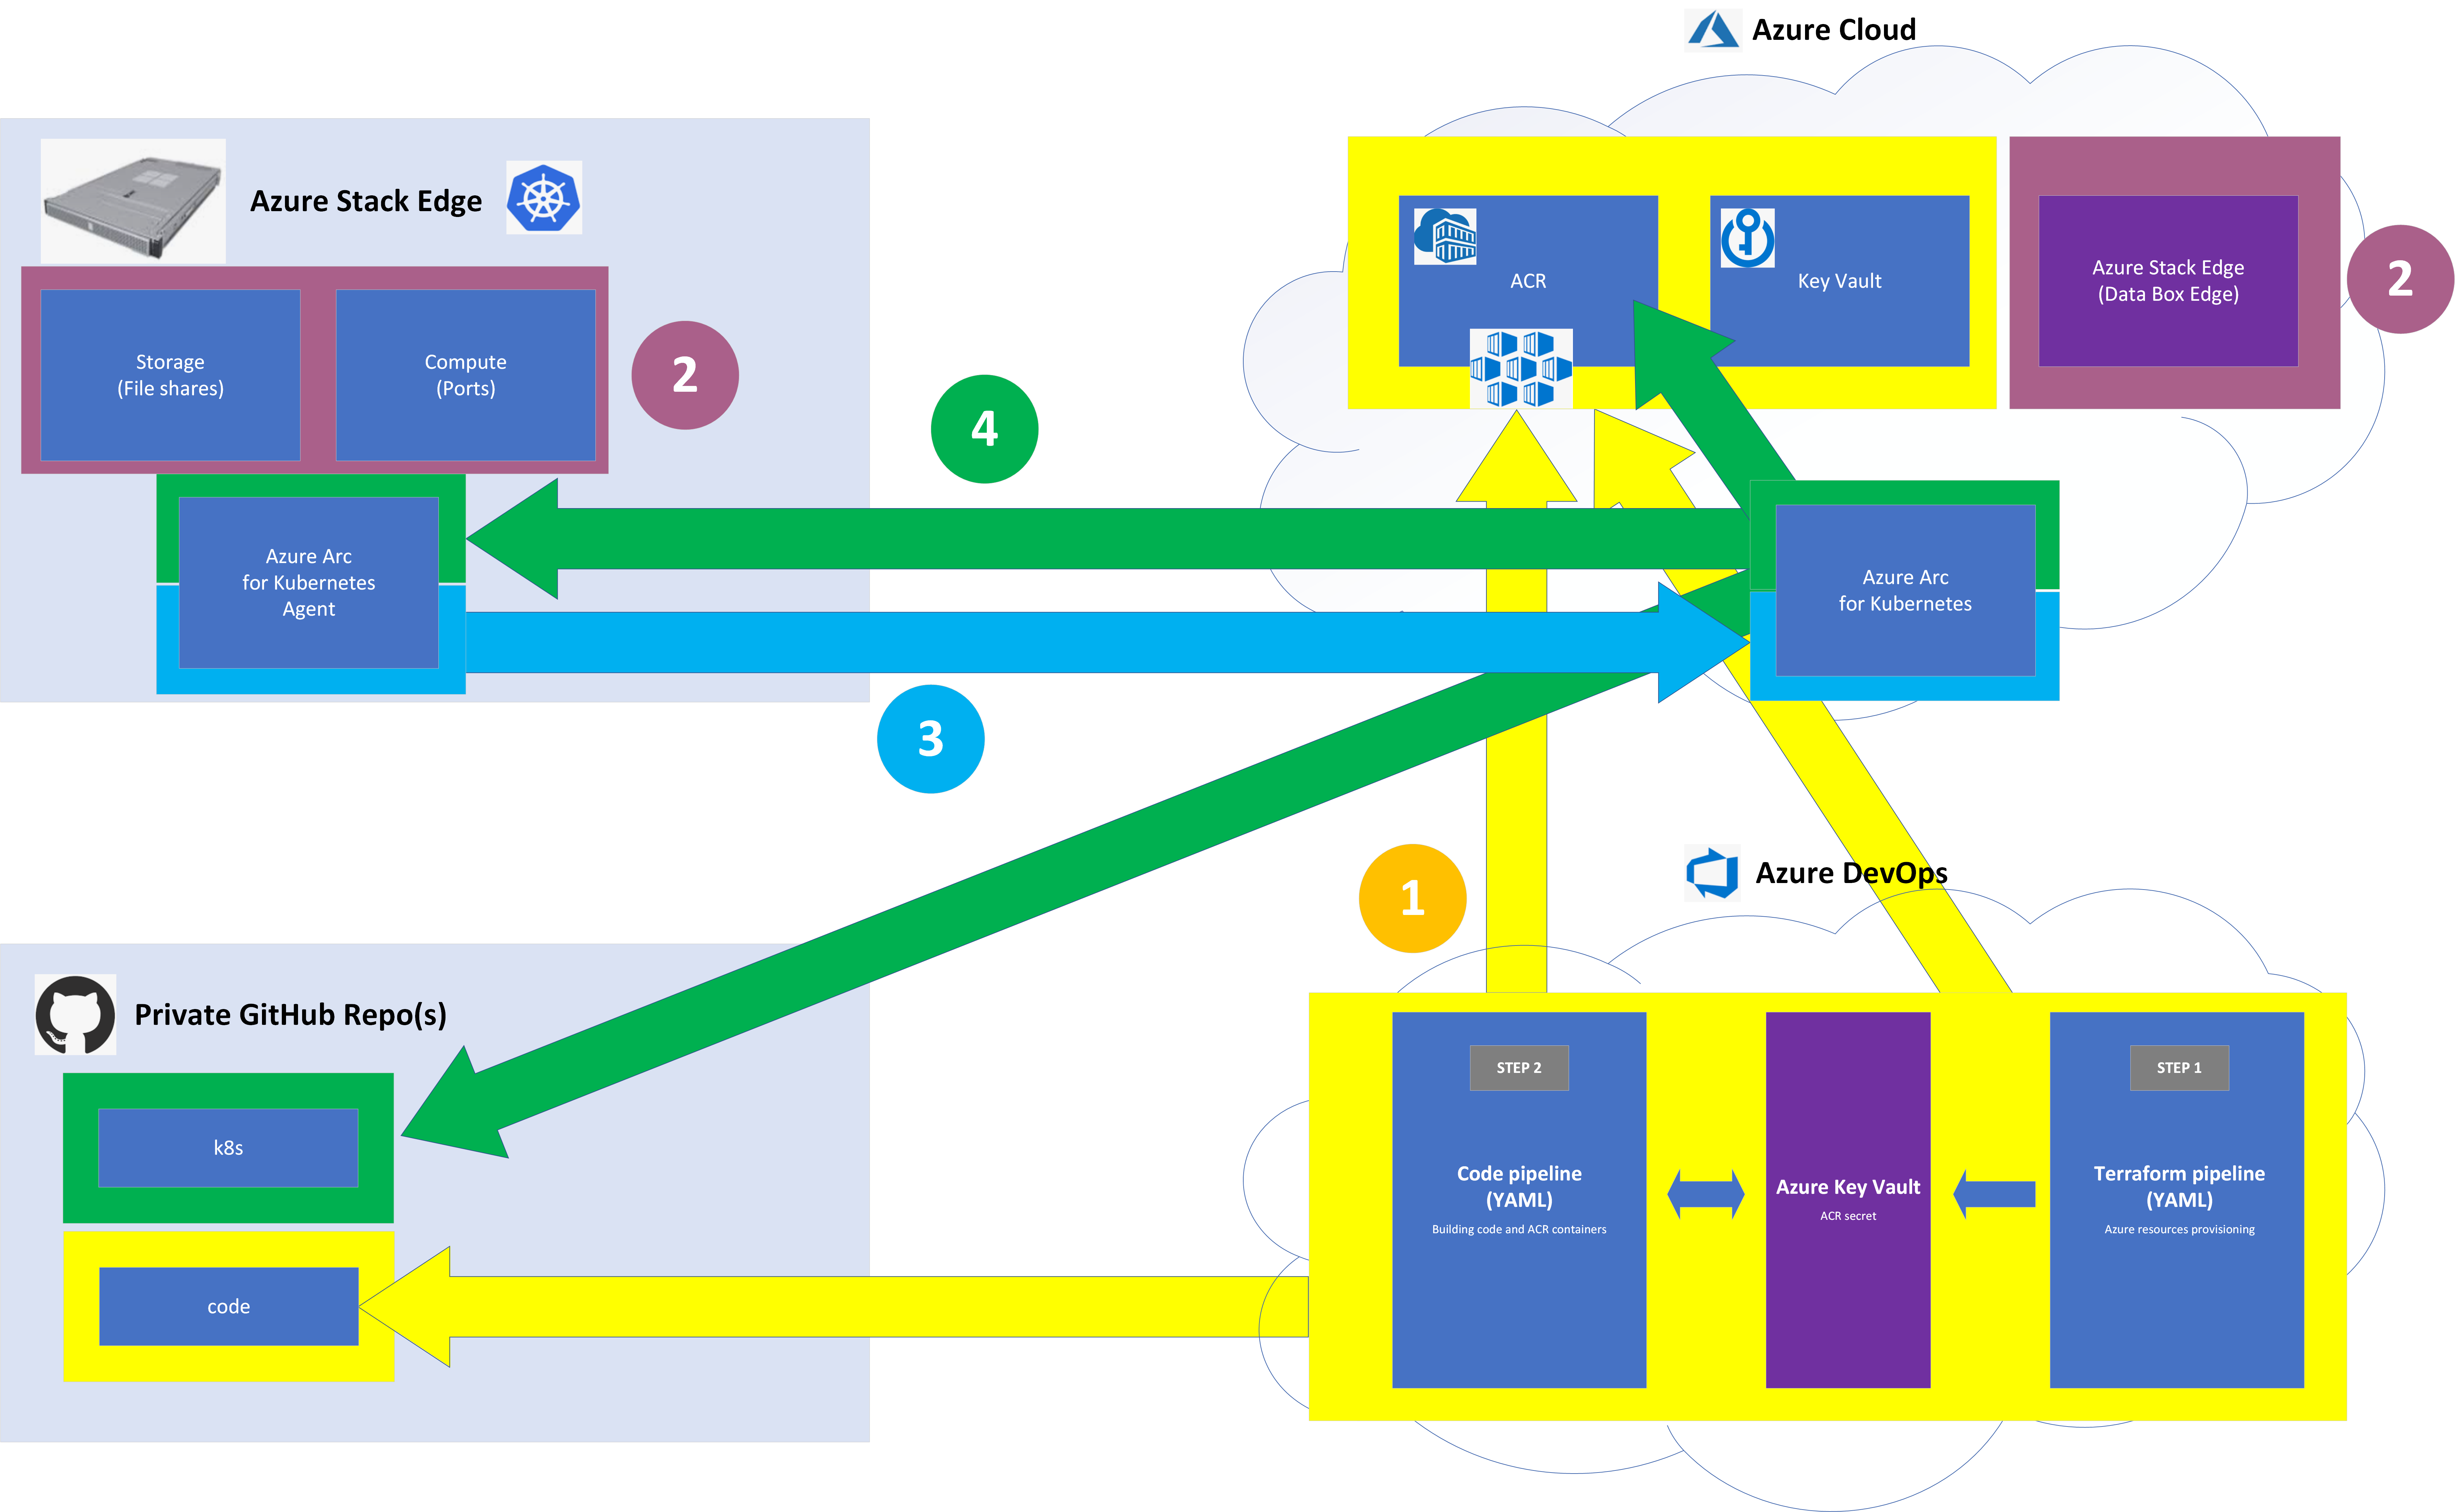 Azure Cloud
Azure Stack Edge
ACR
Key Vault
Azure Stack Edge
(Data Box Edge)
2
Storage
(File shares)
Compute
(Ports)
2
4
Azure Arc
for Kubernetes
Agent
Azure Arc
for Kubernetes
3
1
Azure DevOps
Private GitHub Repo(s)
k8s
code
STEP 2
Code pipeline
(YAML)
Building code and ACR containers
Azure Key Vault
ACR secret
STEP 1
Terraform pipeline
(YAML)
Azure resources provisioning